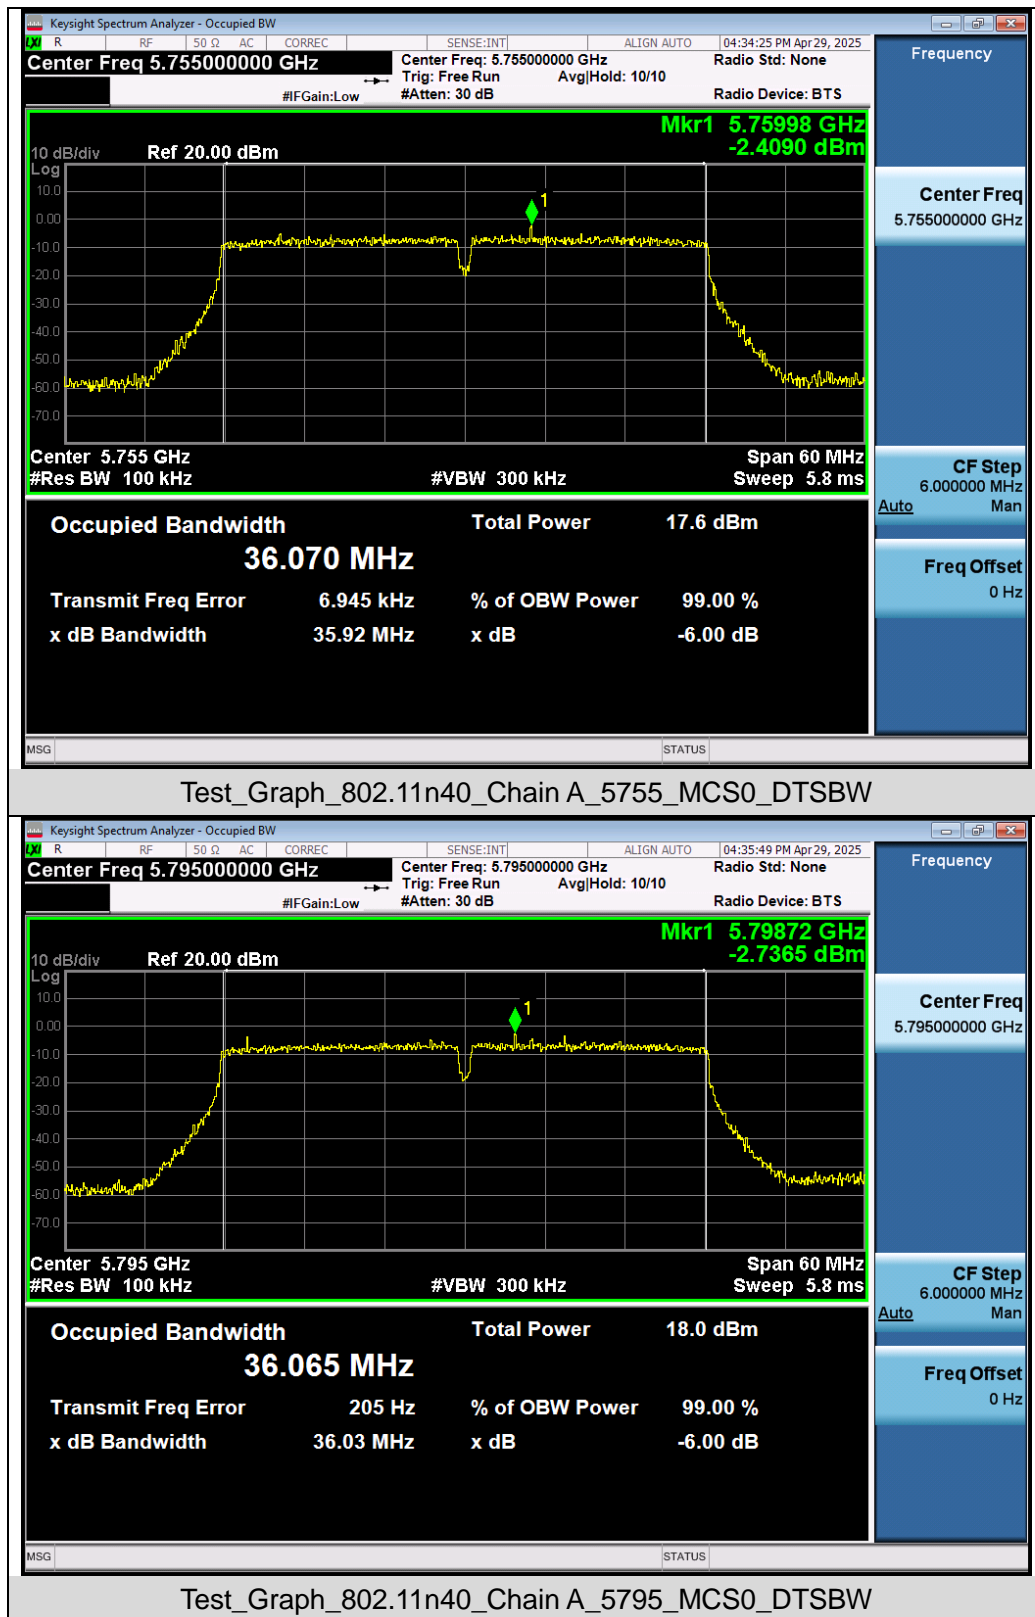 Keysight Spectrum Analyzer - Occupied BW
LXI R RF 50 Ω AC CORREC SENSE:INT ALIGN AUTO 04:34:25 PM Apr 29, 2025
Center Freq 5.755000000 GHz Center Freq: 5.755000000 GHz Radio Std: None Frequency
Trig: Free Run Avg|Hold: 10/10
#IFGain:Low #Atten: 30 dB Radio Device: BTS
Mkr1 5.75998 GHz
-2.4090 dBm
10 dB/div Ref 20.00 dBm
Log
10.0
0.00
-10.0
-20.0
-30.0
-40.0
-50.0
-60.0
-70.0
1
Center Freq
5.755000000 GHz
Center 5.755 GHz Span 60 MHz
#Res BW 100 kHz #VBW 300 kHz Sweep 5.8 ms
CF Step
6.000000 MHz
Auto Man
Occupied Bandwidth Total Power 17.6 dBm
36.070 MHz
Freq Offset
0 Hz
Transmit Freq Error 6.945 kHz % of OBW Power 99.00 %
x dB Bandwidth 35.92 MHz x dB -6.00 dB
MSG STATUS
Test_Graph_802.11n40_Chain A_5755_MCS0_DTSBW
Keysight Spectrum Analyzer - Occupied BW
LXI R RF 50 Ω AC CORREC SENSE:INT ALIGN AUTO 04:35:49 PM Apr 29, 2025
Center Freq 5.795000000 GHz Center Freq: 5.795000000 GHz Radio Std: None Frequency
Trig: Free Run Avg|Hold: 10/10
#IFGain:Low #Atten: 30 dB Radio Device: BTS
Mkr1 5.79872 GHz
-2.7365 dBm
10 dB/div Ref 20.00 dBm
Log
10.0
0.00
-10.0
-20.0
-30.0
-40.0
-50.0
-60.0
-70.0
1
Center Freq
5.795000000 GHz
Center 5.795 GHz Span 60 MHz
#Res BW 100 kHz #VBW 300 kHz Sweep 5.8 ms
CF Step
6.000000 MHz
Auto Man
Occupied Bandwidth Total Power 18.0 dBm
36.065 MHz
Freq Offset
0 Hz
Transmit Freq Error 205 Hz % of OBW Power 99.00 %
x dB Bandwidth 36.03 MHz x dB -6.00 dB
MSG STATUS
Test_Graph_802.11n40_Chain A_5795_MCS0_DTSBW